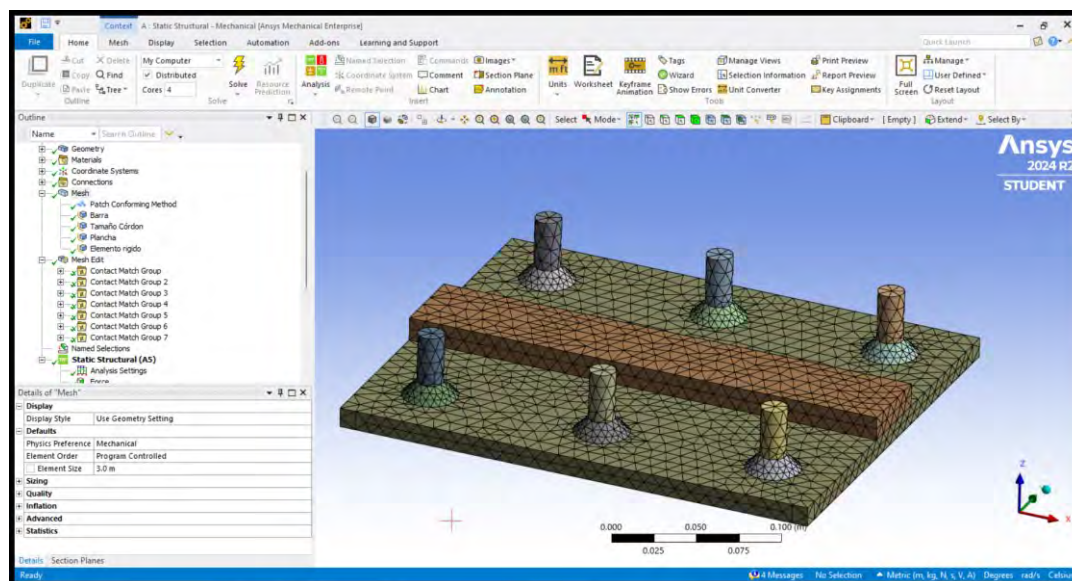 Context A : Static Structural - Mechanical [Ansys Mechanical Enterprise]
File Home Mesh Display Selection Automation Add-ons Learning and Support Quick Launch
Cut Delete My Computer Named Selection Commands Images Tags Manage Views Print Preview Manage
Duplicate Copy Find Distributed Solve Resource Prediction Analysis Coordinate System Comment Section Plane Units Worksheet Keyframe Animation Wizard Selection Information Report Preview Full Screen User Defined
Paste Tree Cores 4 Remote Point Chart Annotation Show Errors Unit Converter Key Assignments Reset Layout
Outline Solve Insert Tools Layout
Outline
Name Search Outline
Select Mode Clipboard [ Empty ] Extend Select By
Geometry
Materials
Coordinate Systems
Connections
Mesh
Patch Conforming Method
Barra
Tamaño Córdon
Plancha
Elemento rigido
Mesh Edit
Contact Match Group
Contact Match Group 2
Contact Match Group 3
Contact Match Group 4
Contact Match Group 5
Contact Match Group 6
Contact Match Group 7
Named Selections
Static Structural (A5)
Analysis Settings
Force
Details of "Mesh"
Display
Display Style Use Geometry Setting
Defaults
Physics Preference Mechanical
Element Order Program Controlled
Element Size 3.0 m
Sizing
Quality
Inflation
Advanced
Statistics
Details Section Planes
Ansys
2024 R2
STUDENT
0.000 0.050 0.100 (m)
0.025 0.075
Z
X
Ready 4 Messages No Selection Metric (m, kg, N, s, V, A) Degrees rad/s Celsius